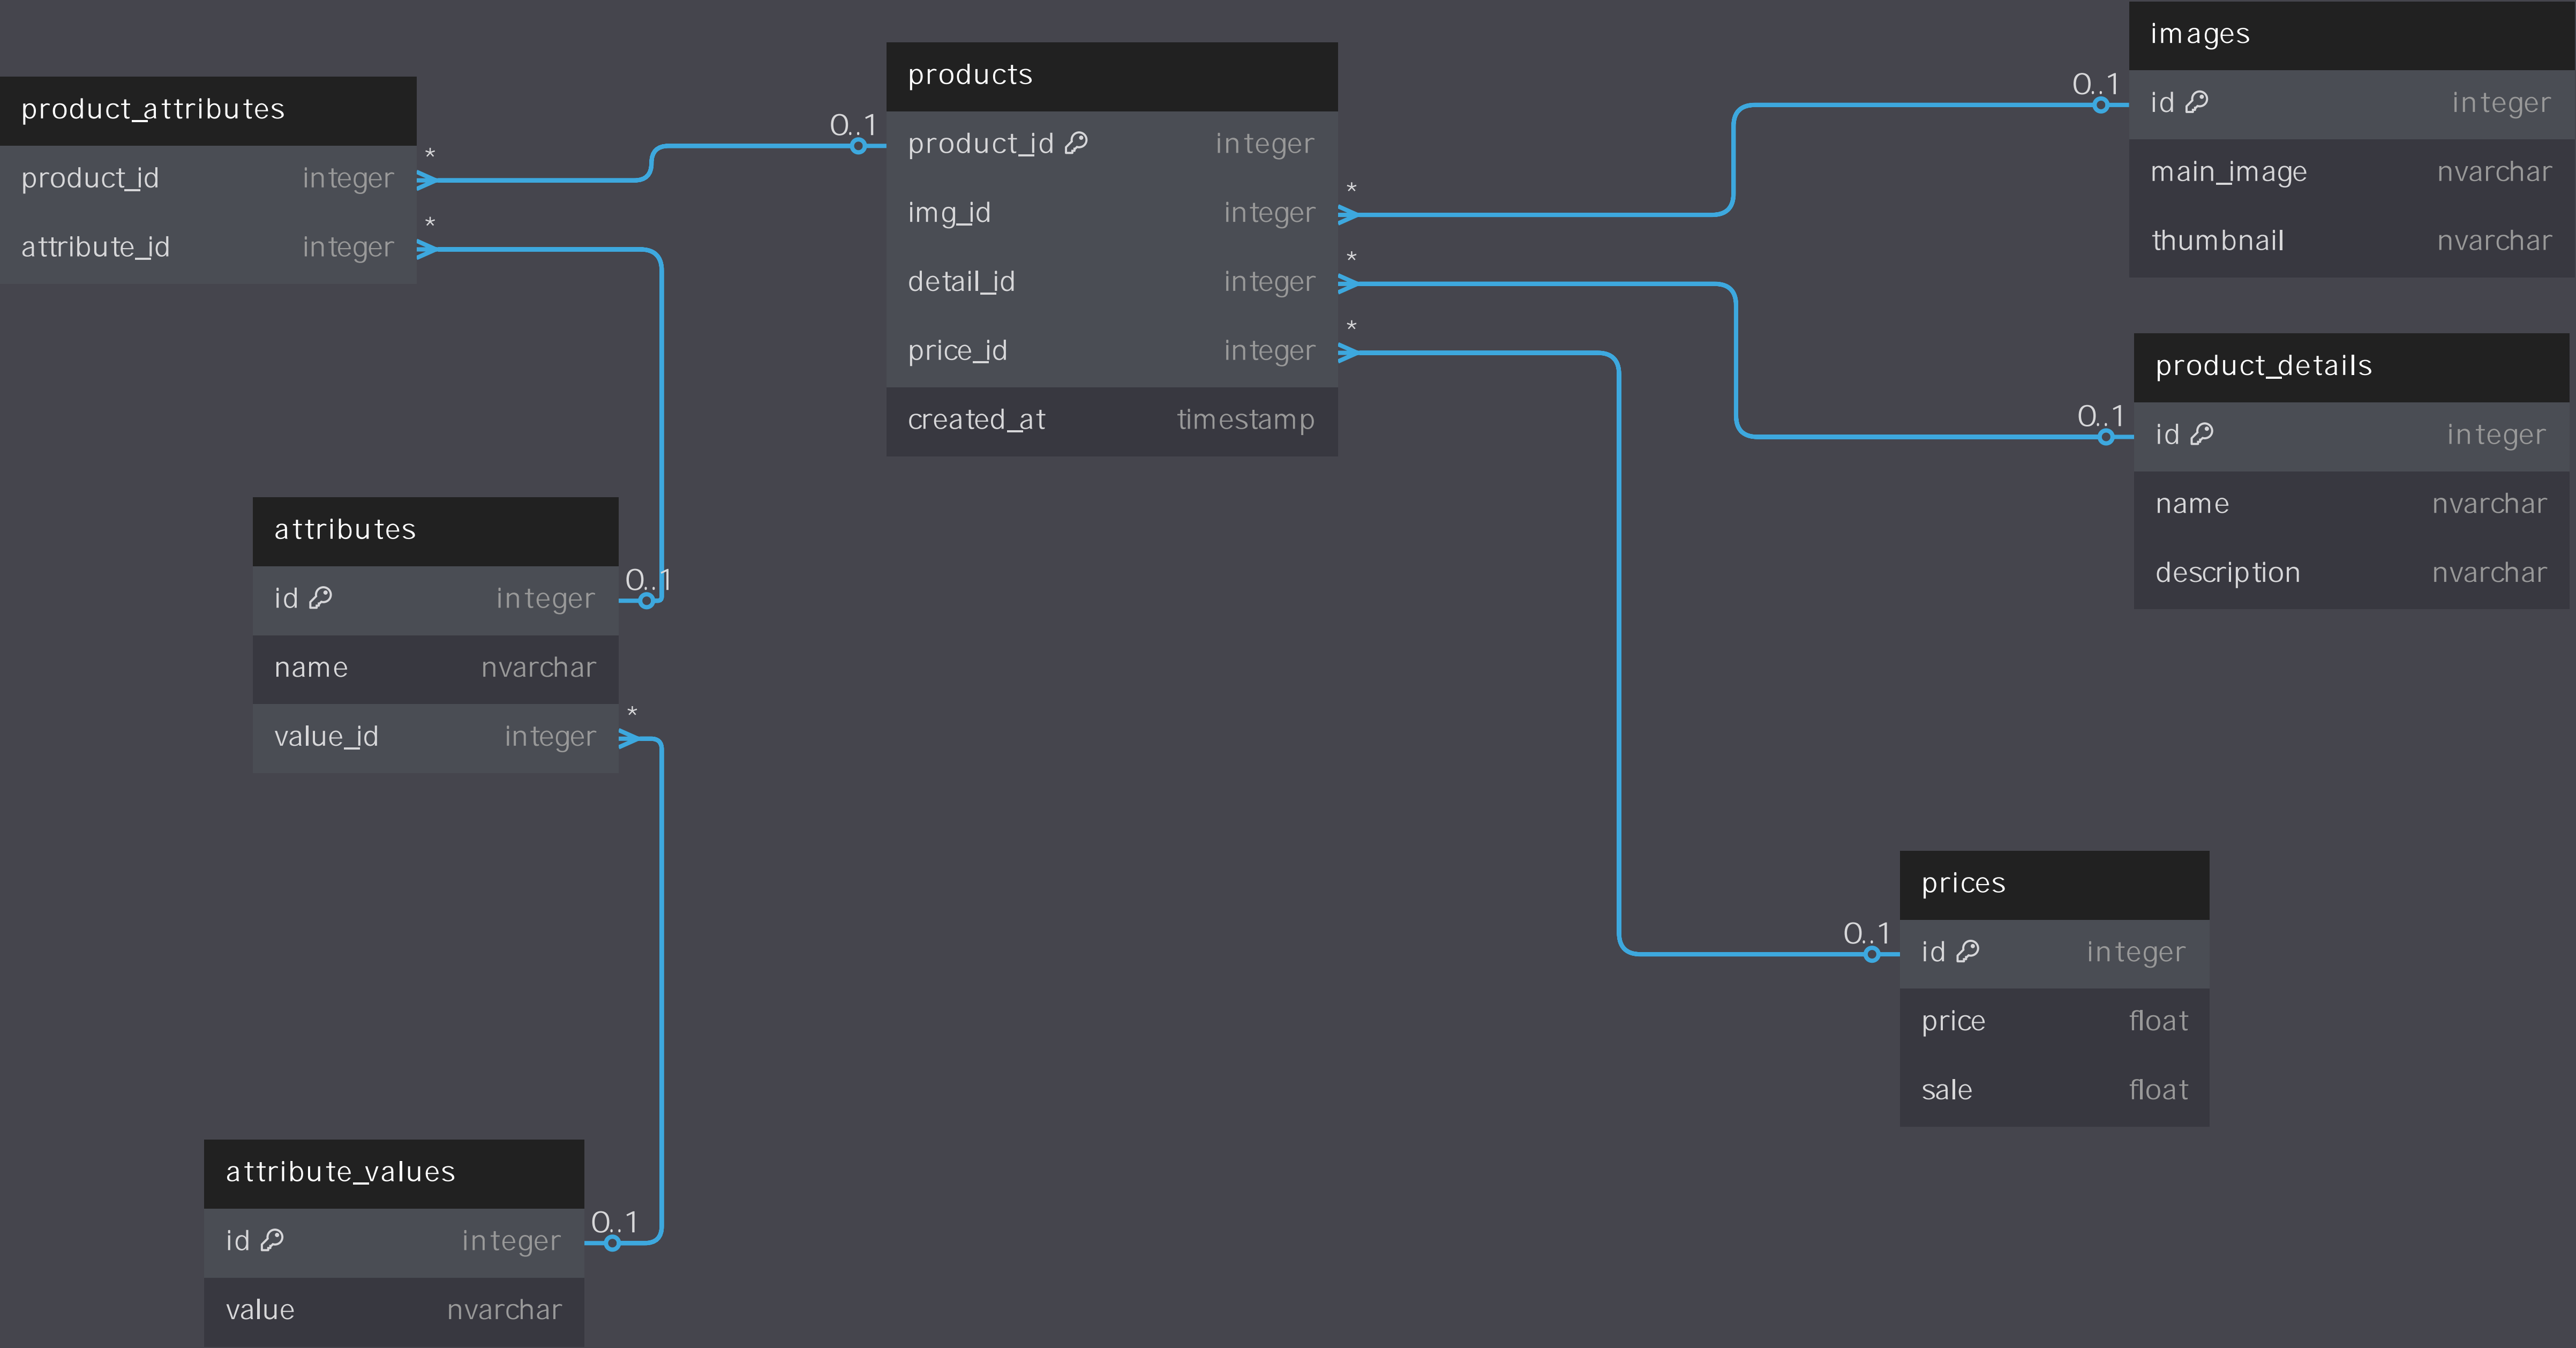 product_attributes
product_id integer
attribute_id integer
*
*
0..1
products
product_id integer
img_id integer
detail_id integer
price_id integer
created_at timestamp
*
*
*
0..1
images
id integer
main_image nvarchar
thumbnail nvarchar
0..1
product_details
id integer
name nvarchar
description nvarchar
attributes
id integer
name nvarchar
value_id integer
0..1
*
0..1
prices
id integer
price float
sale float
attribute_values
id integer
value nvarchar
0..1